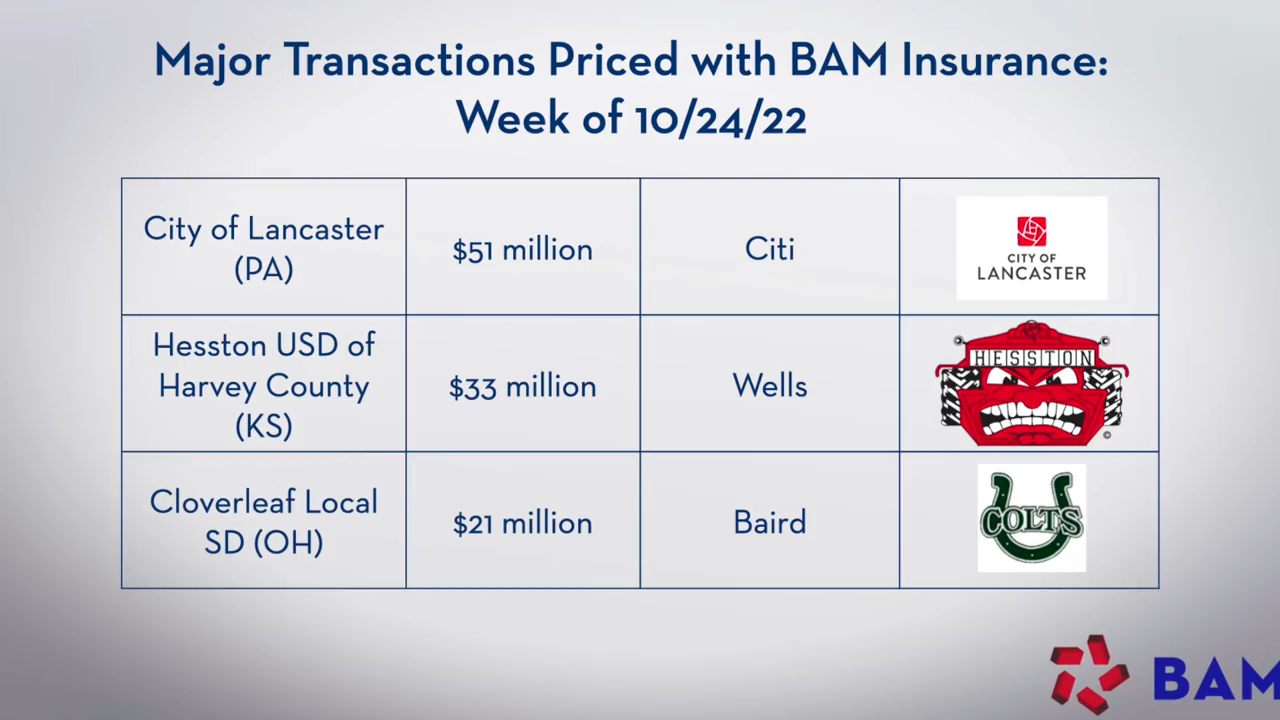 Major Transactions Priced with BAM Insurance:
Week of 10/24/22
City of Lancaster
(PA)
$51 million
Citi
CITY OF
LANCASTER
Hesston USD of
Harvey County
(KS)
$33 million
Wells
HESSTON
©
Cloverleaf Local
SD (OH)
$21 million
Baird
COLTS
BAM